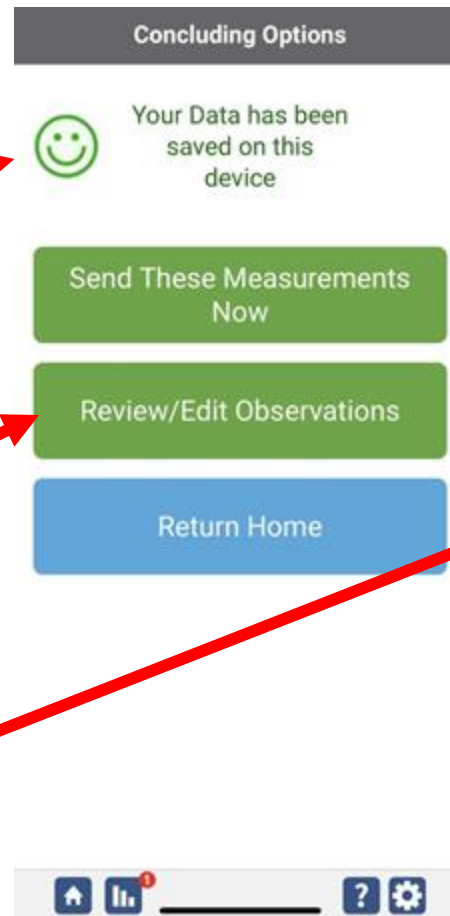 Concluding Options
Your Data has been
saved on this
device
Send These Measurements
Now
Review/Edit Observations
Return Home
1
?